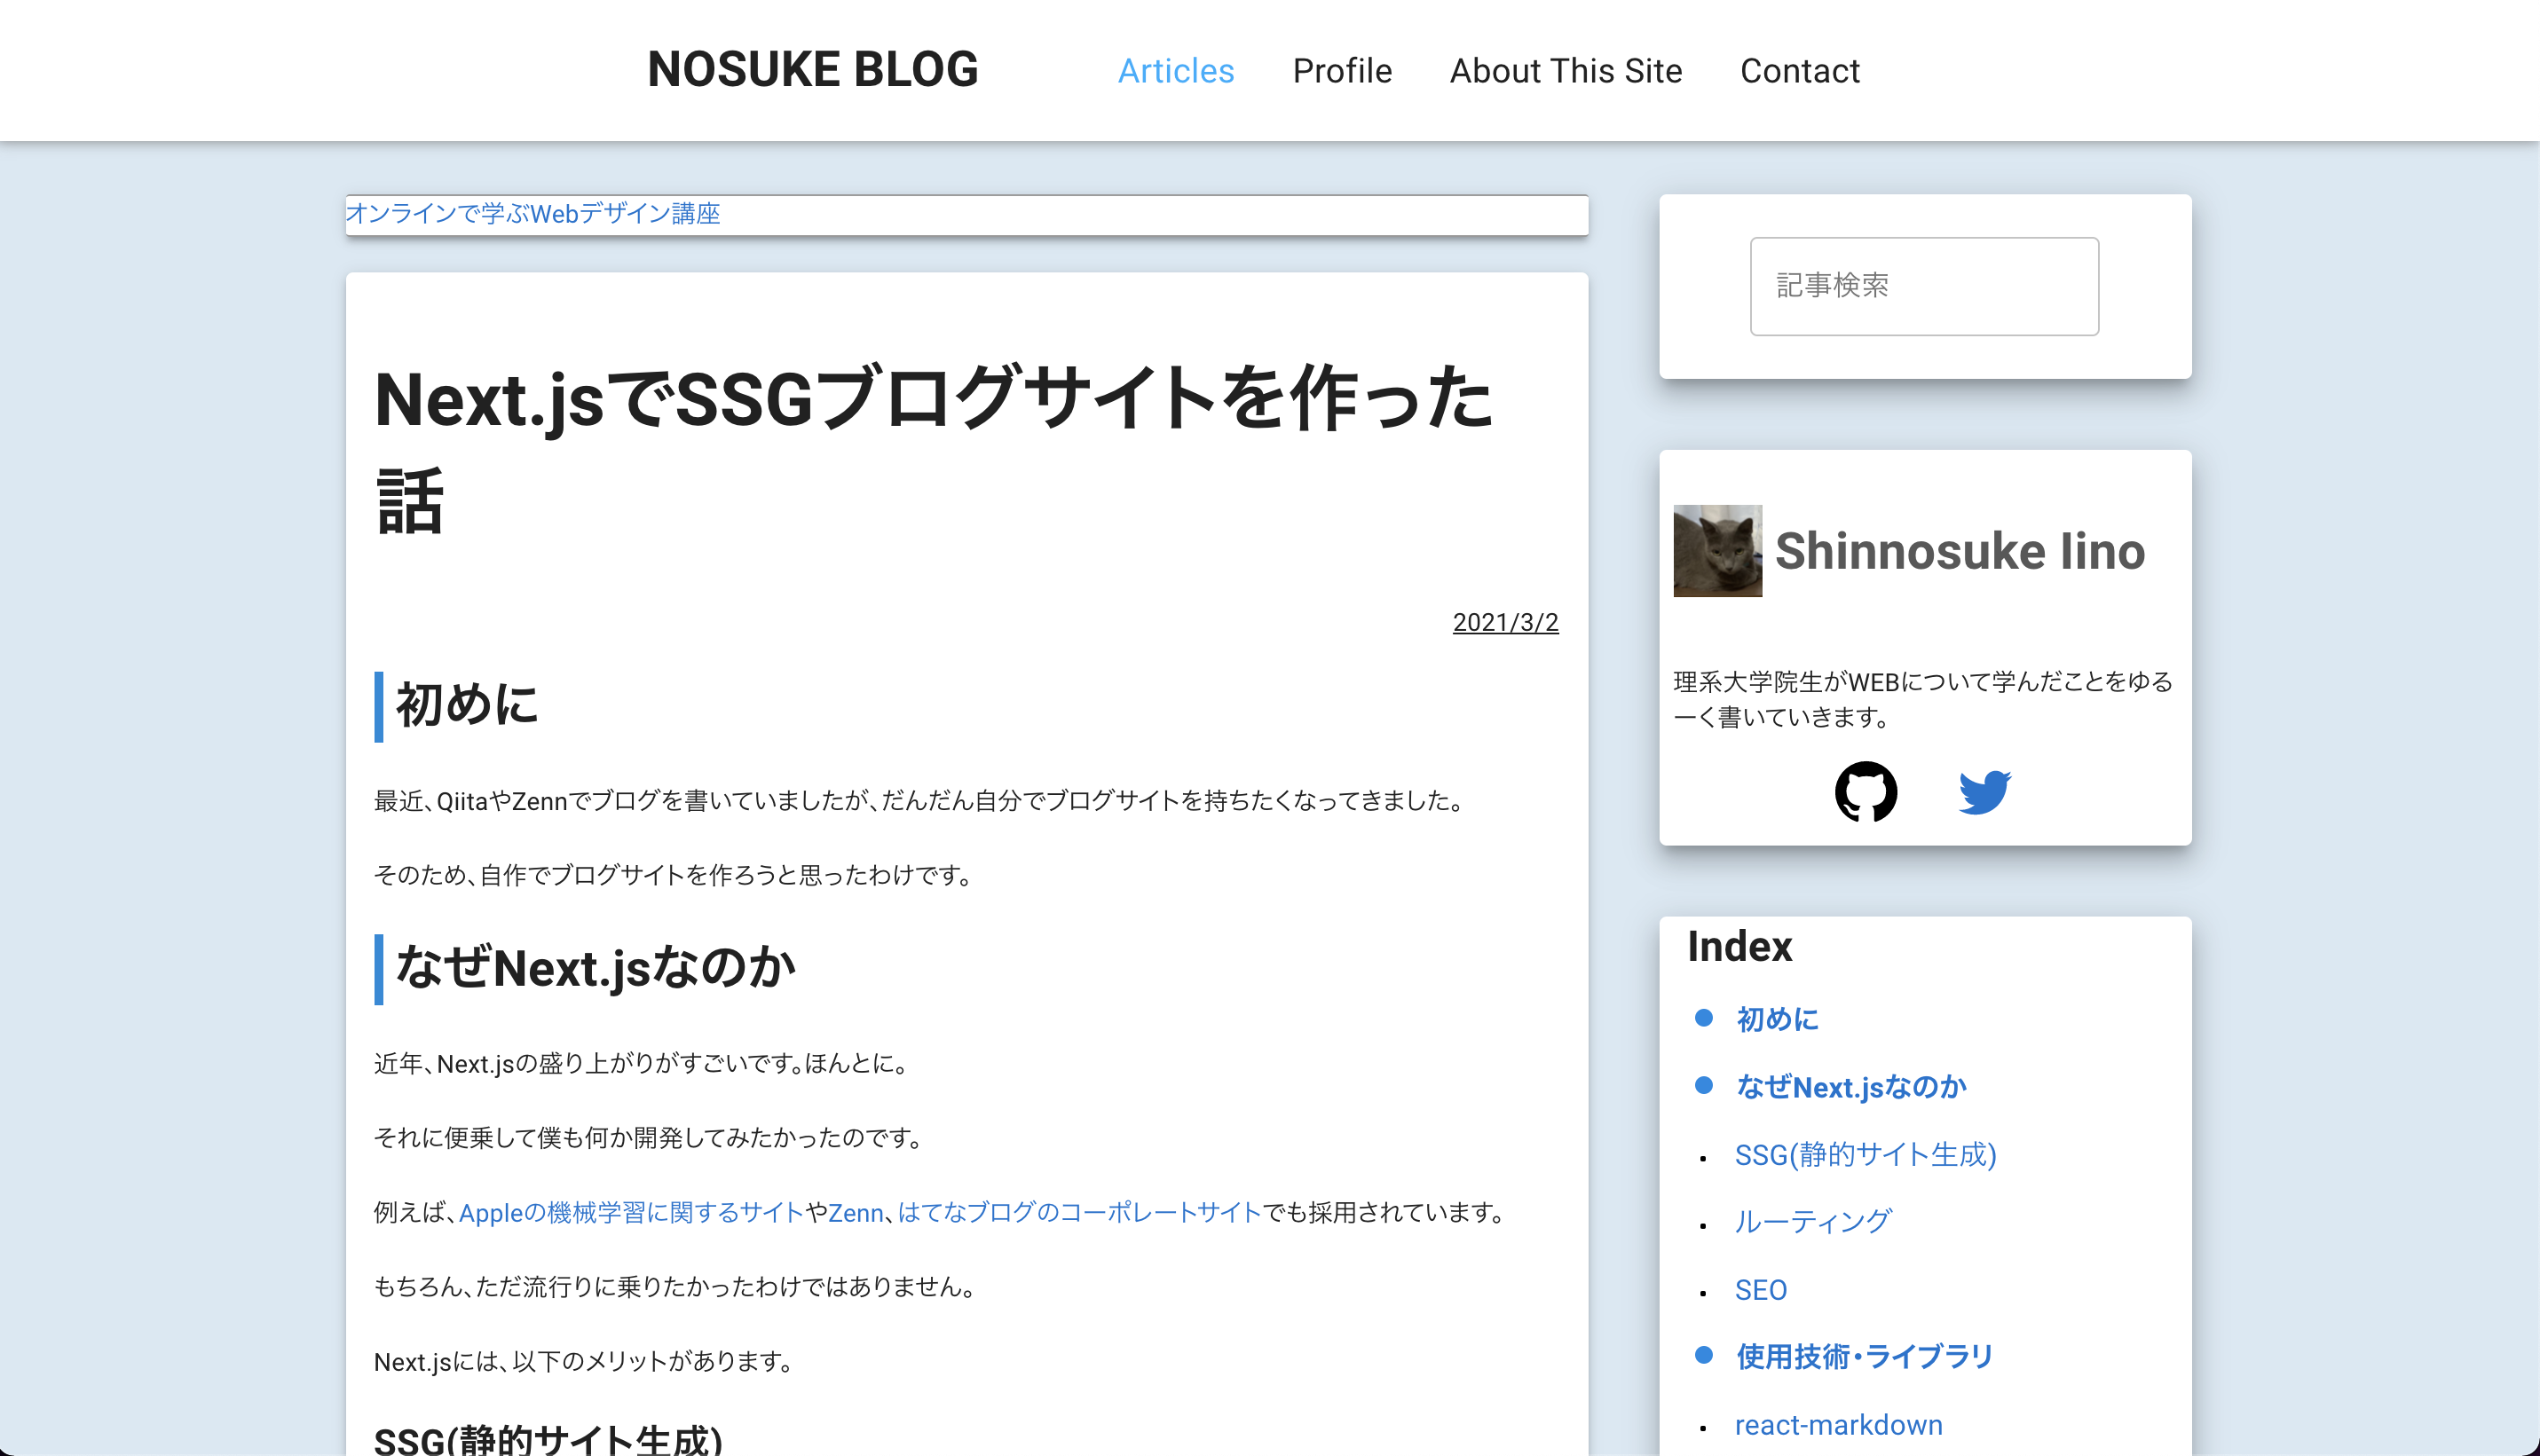 NOSUKE BLOG
Articles Profile About This Site Contact
オンラインで学ぶWebデザイン講座
Next.jsでSSGブログサイトを作った
話
2021/3/2
初めに
最近、QiitaやZennでブログを書いていましたが、だんだん自分でブログサイトを持ちたくなってきました。
そのため、自作でブログサイトを作ろうと思ったわけです。
なぜNext.jsなのか
近年、Next.jsの盛り上がりがすごいです。ほんとに。
それに便乗して僕も何か開発してみたかったのです。
例えば、Appleの機械学習に関するサイトやZenn、はてなブログのコーポレートサイトでも採用されています。
もちろん、ただ流行りに乗りたかったわけではありません。
Next.jsには、以下のメリットがあります。
SSG(静的サイト生成)
記事検索
Shinnosuke Iino
理系大学院生がWEBについて学んだことをゆる
ーく書いていきます。
Index
初めに
なぜNext.jsなのか
SSG(静的サイト生成)
ルーティング
SEO
使用技術・ライブラリ
react-markdown